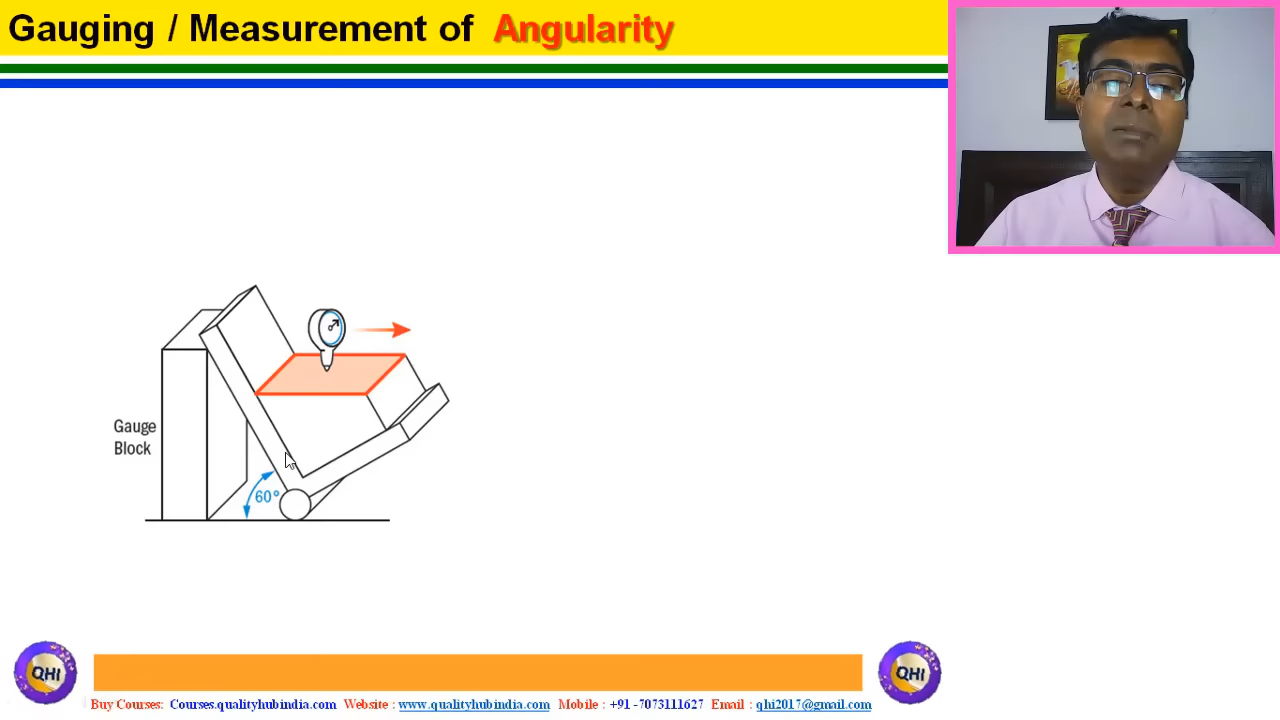 Gauging / Measurement of Angularity
Gauge
Block
60°
QHI
QHI
Buy Courses: Courses.qualityhubindia.com Website : www.qualityhubindia.com Mobile : +91 -7073111627 Email : qhi2017@gmail.com